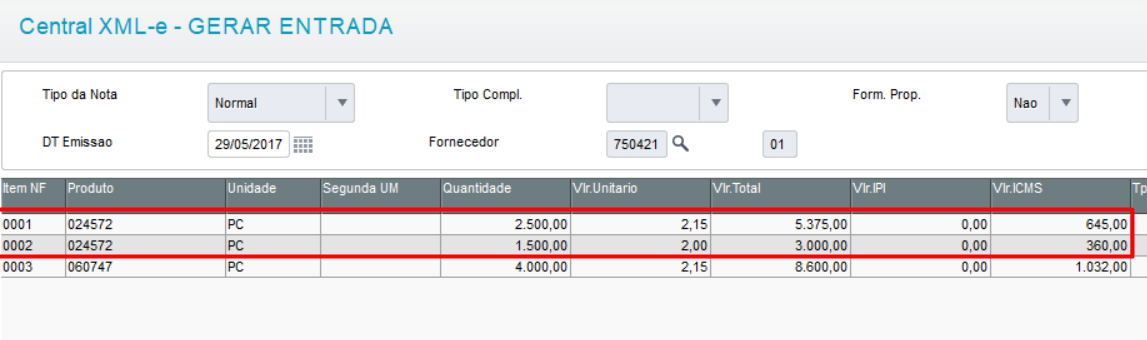 Central XML-e - GERAR ENTRADA
Tipo da Nota Normal Tipo Compl. Form. Prop. Nao
DT Emissao 29/05/2017 Fornecedor 750421 01
Item NF Produto Unidade Segunda UM Quantidade Vlr.Unitario Vlr.Total Vlr.IPI Vlr.ICMS Tp
0001 024572 PC 2.500,00 2,15 5.375,00 0,00 645,00
0002 024572 PC 1.500,00 2,00 3.000,00 0,00 360,00
0003 060747 PC 4.000,00 2,15 8.600,00 0,00 1.032,00